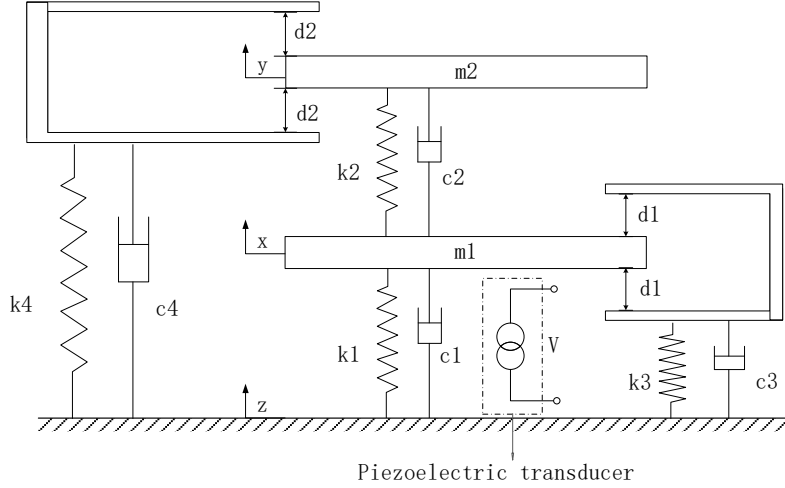 d2
y
m2
d2
k2
c2
d1
x
m1
d1
k4
c4
k1
c1
V
k3
c3
z
Piezoelectric transducer